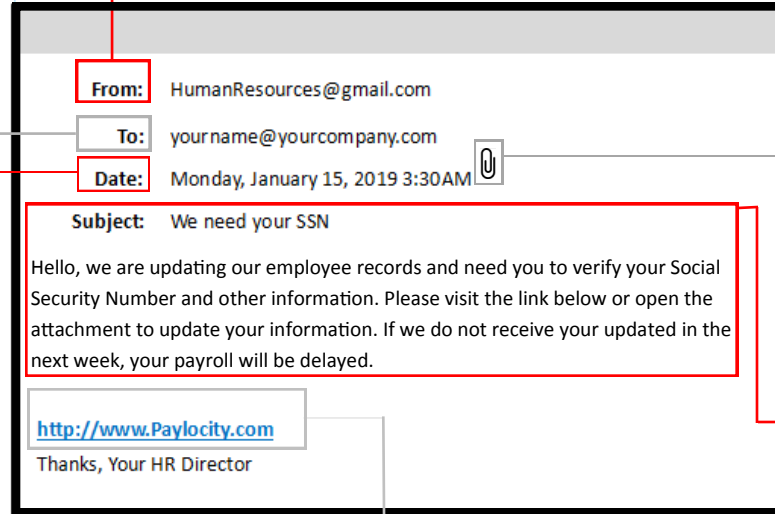 From: HumanResources@gmail.com
To: yourname@yourcompany.com
Date: Monday, January 15, 2019 3:30AM
Subject: We need your SSN
Hello, we are updating our employee records and need you to verify your Social
Security Number and other information. Please visit the link below or open the
attachment to update your information. If we do not receive your updated in the
next week, your payroll will be delayed.
http://www.Paylocity.com
Thanks, Your HR Director